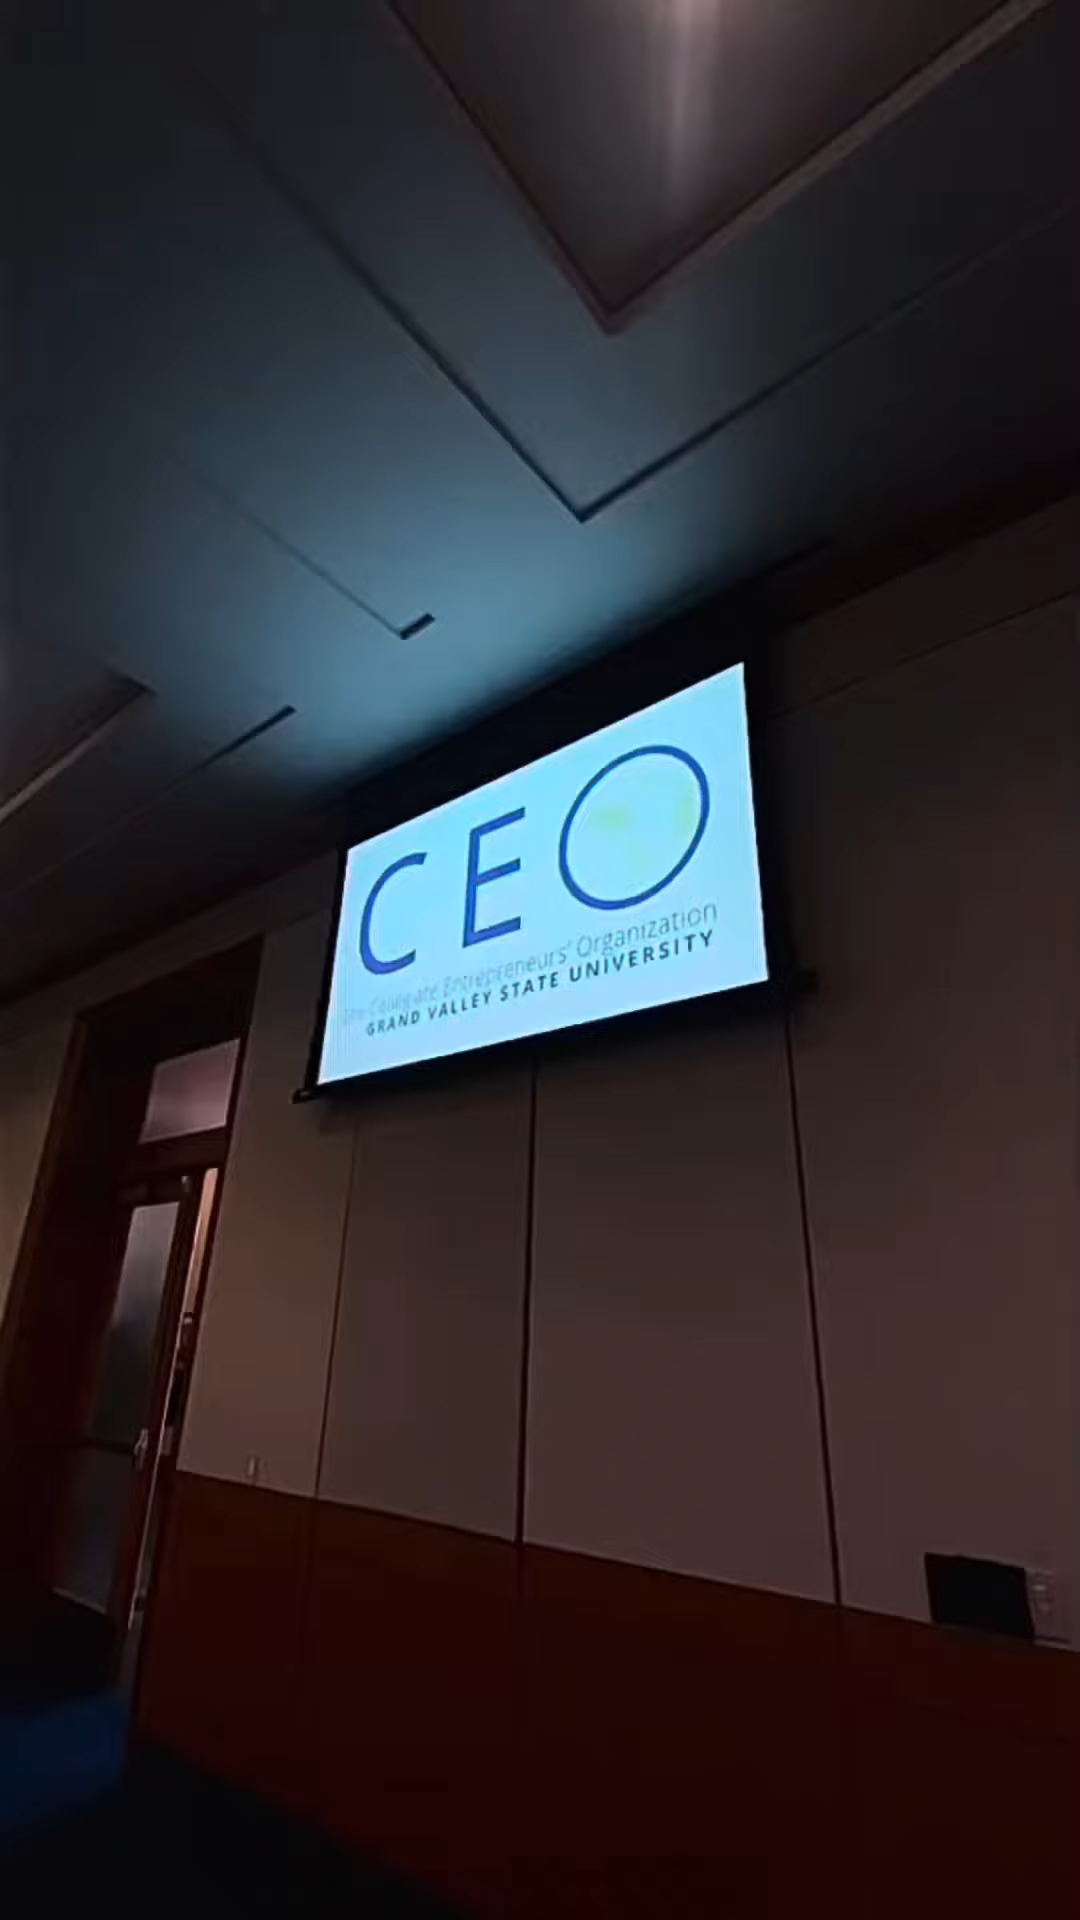 CEO
The Collegiate Entrepreneurs' Organization
GRAND VALLEY STATE UNIVERSITY